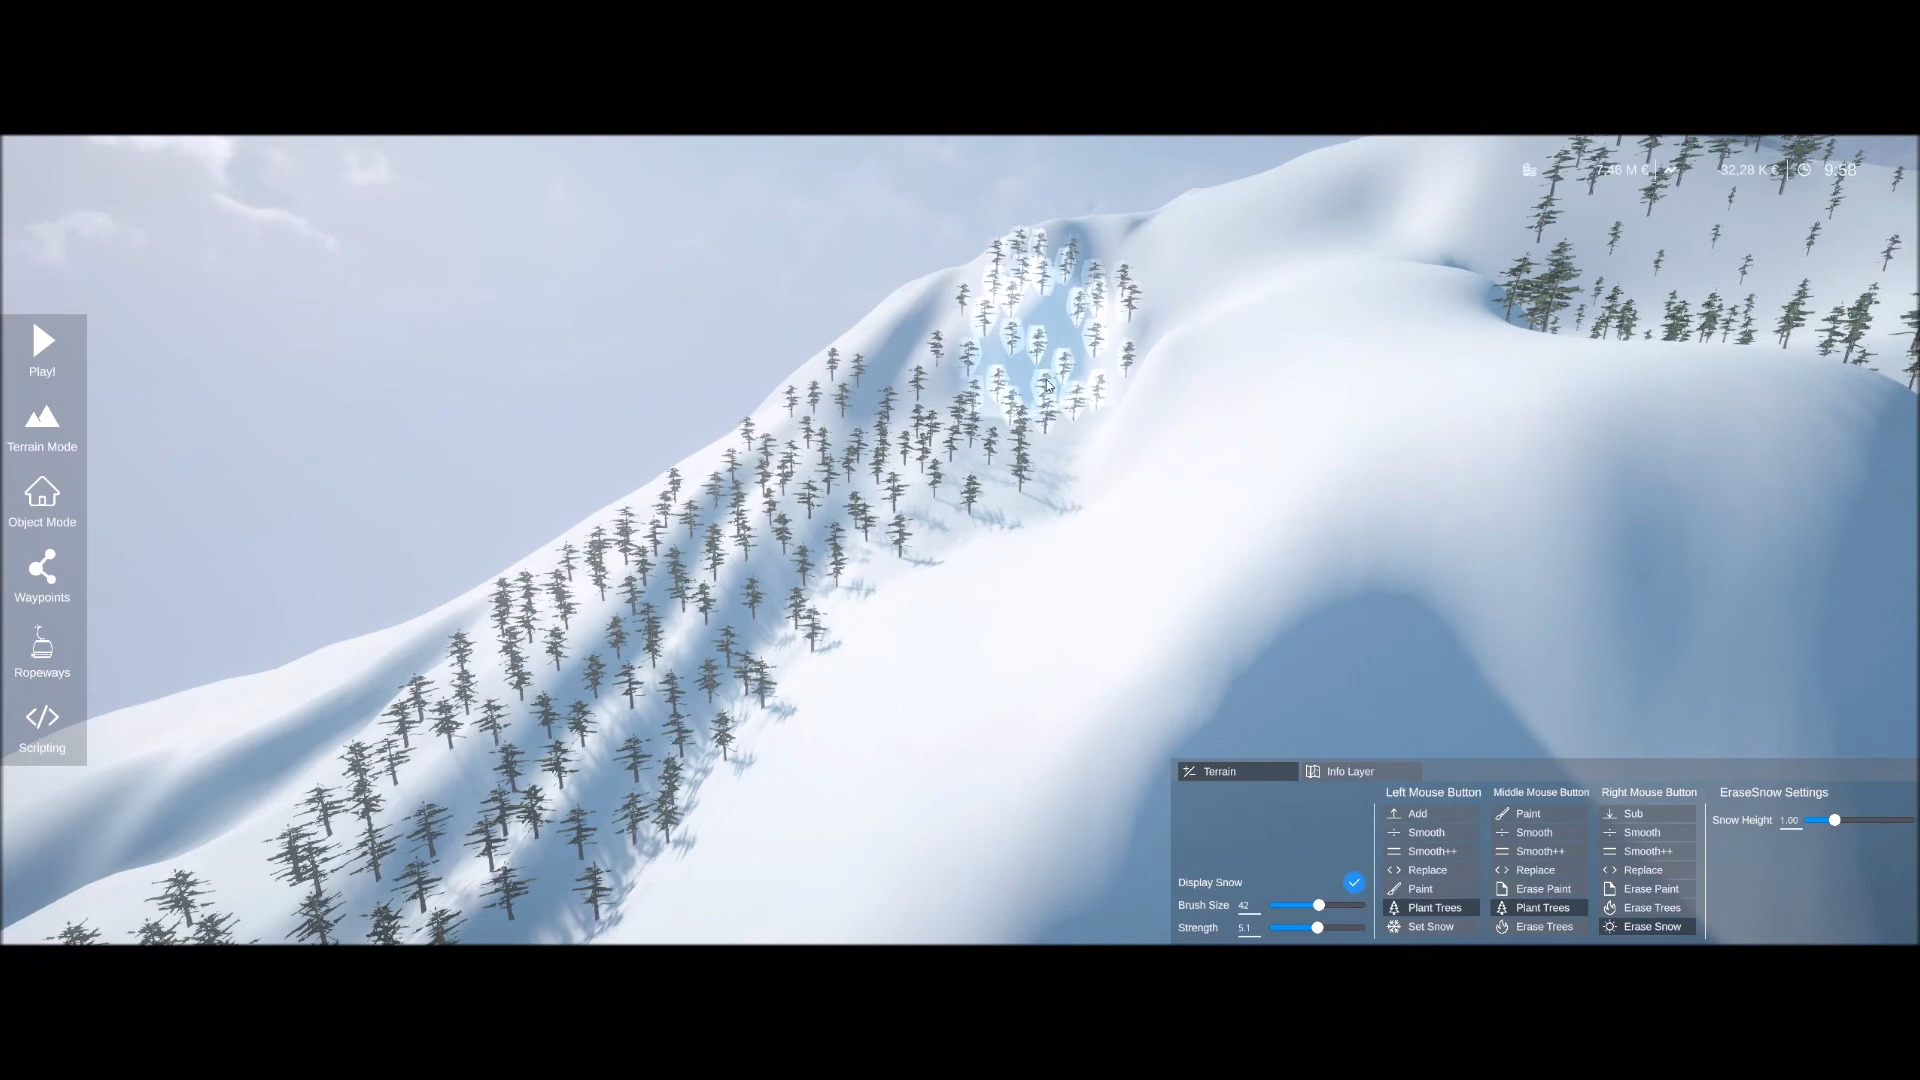 7.46 M €
32,28 K €
9:58
Play!
Terrain Mode
Object Mode
Waypoints
Ropeways
Scripting
Terrain
Info Layer
Display Snow
Brush Size 42
Strength 5.1
Left Mouse Button
Add
Smooth
Smooth++
Replace
Paint
Plant Trees
Set Snow
Middle Mouse Button
Paint
Smooth
Smooth++
Replace
Erase Paint
Plant Trees
Erase Trees
Right Mouse Button
Sub
Smooth
Smooth++
Replace
Erase Paint
Erase Trees
Erase Snow
EraseSnow Settings
Snow Height 1.00